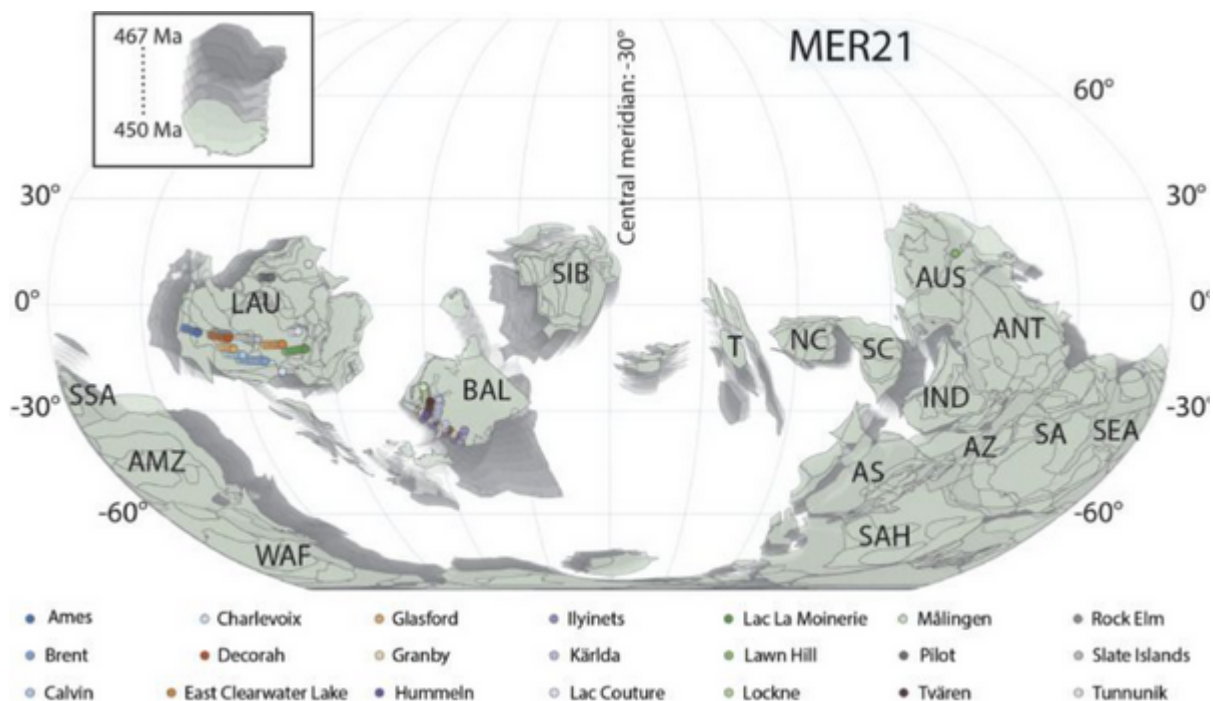 467 Ma
450 Ma
MER21
Central meridian: -30°
60°
30°
30°
SIB
AUS
LAU
0°
0°
ANT
T
NC
SC
BAL
IND
SSA
-30°
-30°
AZ
SA
SEA
AMZ
AS
-60°
-60°
SAH
WAF
Ames
Charlevoix
Glasford
Ilyinets
Lac La Moinerie
Målingen
Rock Elm
Brent
Decorah
Granby
Kärlda
Lawn Hill
Pilot
Slate Islands
Calvin
East Clearwater Lake
Hummeln
Lac Couture
Lockne
Tvären
Tunnunik